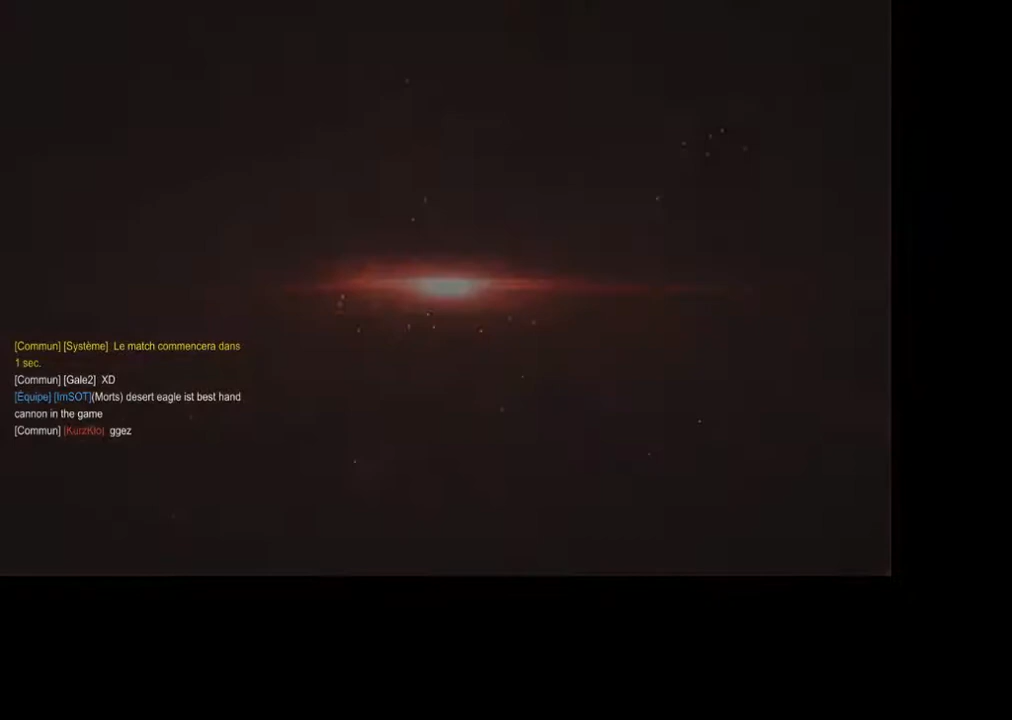 [Commun] [Système]  Le match commencera dans
1 sec.
[Commun] [Gale2]  XD
[Équipe] [ImSOT](Morts) desert eagle ist best hand
cannon in the game
[Commun] [KurzKlo]  ggez